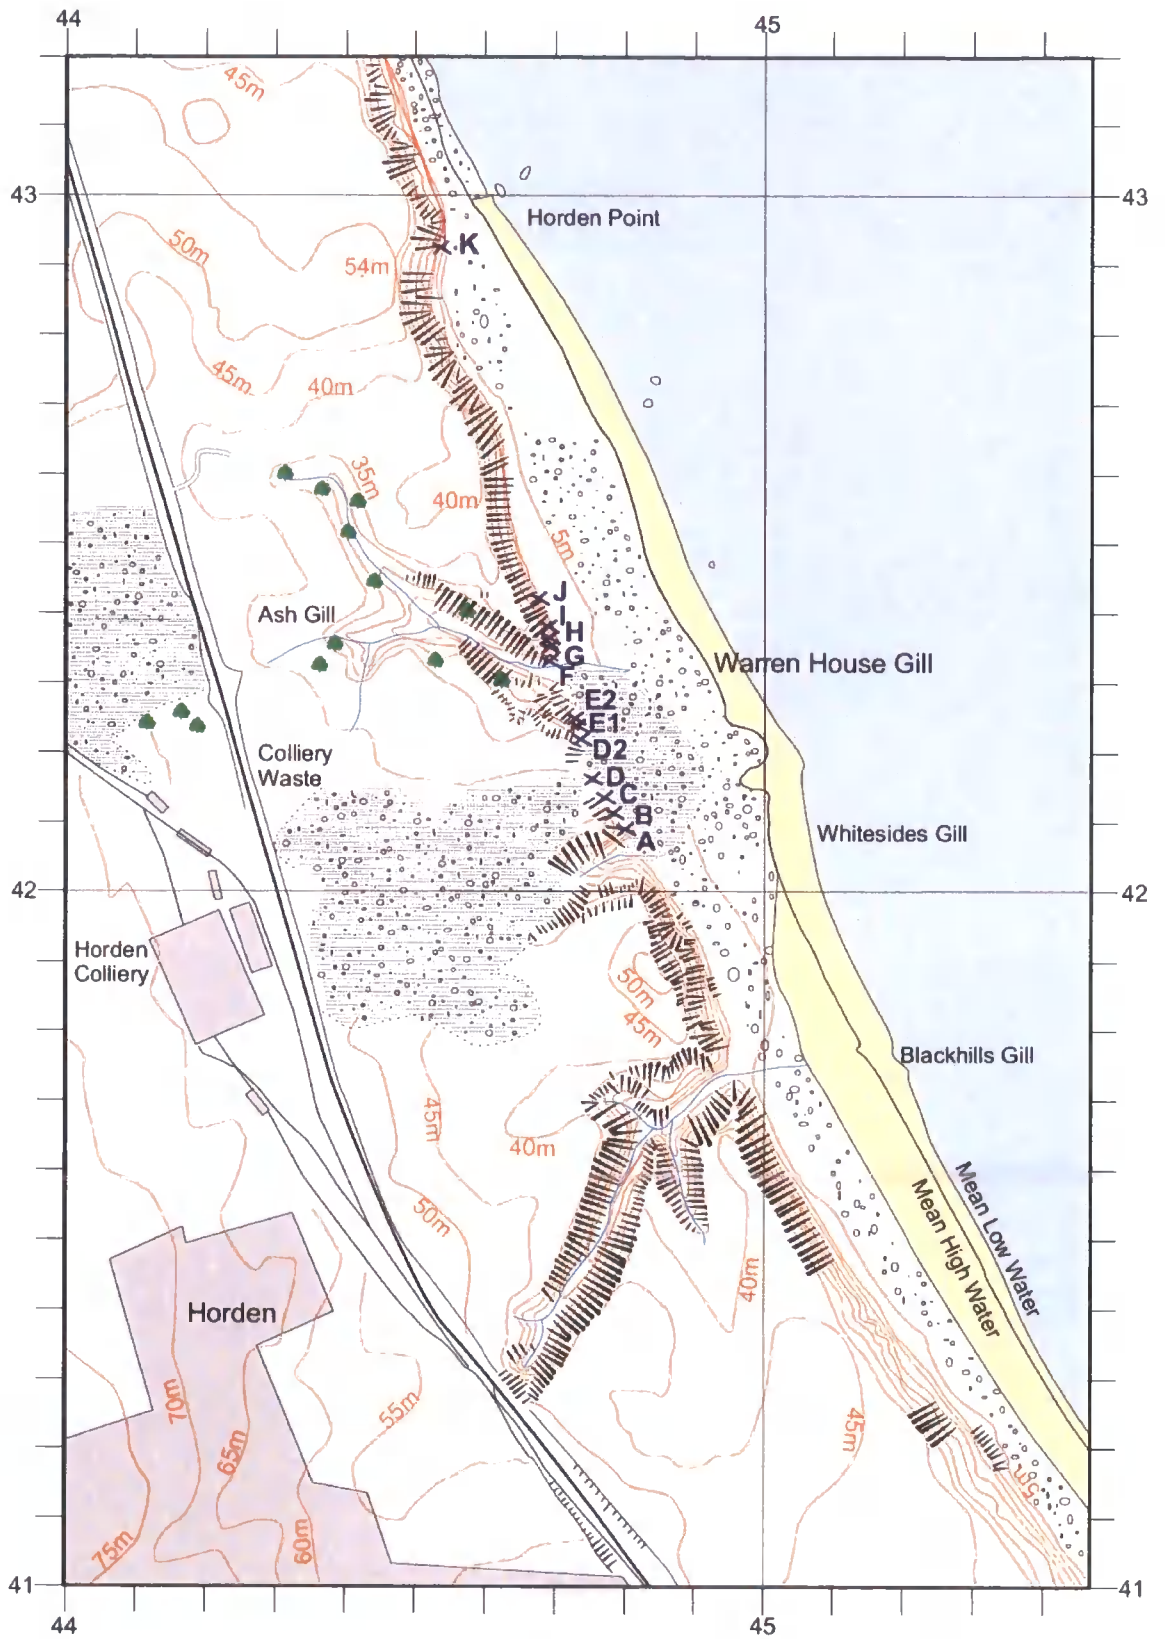 44
45
45m
43
43
Horden Point
K
50m
54m
45m
40m
35m
40m
5m
J
I
H
G
F
Ash Gill
Warren House Gill
E2
E1
D2
D
C
B
A
Colliery
Waste
Whitesides Gill
42
42
Horden
Colliery
50m
45m
Blackhills Gill
45m
40m
50m
40m
Mean Low Water
Mean High Water
Horden
70m
65m
55m
45m
5m
75m
60m
41
41
44
45